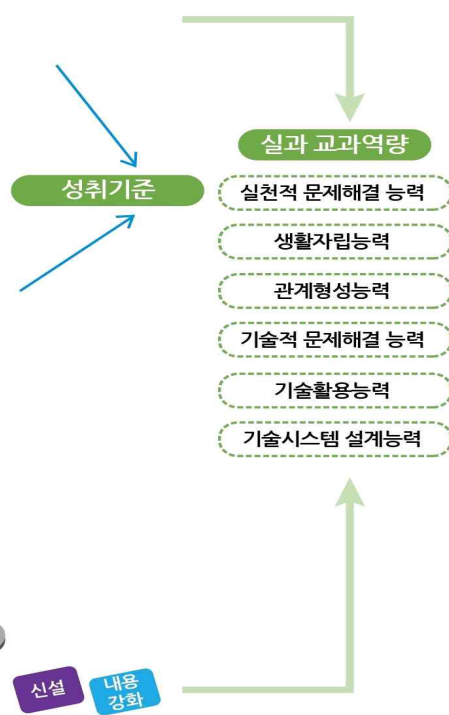 실과 교과역량
성취기준
실천적 문제해결 능력
생활자립능력
관계형성능력
기술적 문제해결 능력
기술활용능력
기술시스템 설계능력
신설
내용
강화